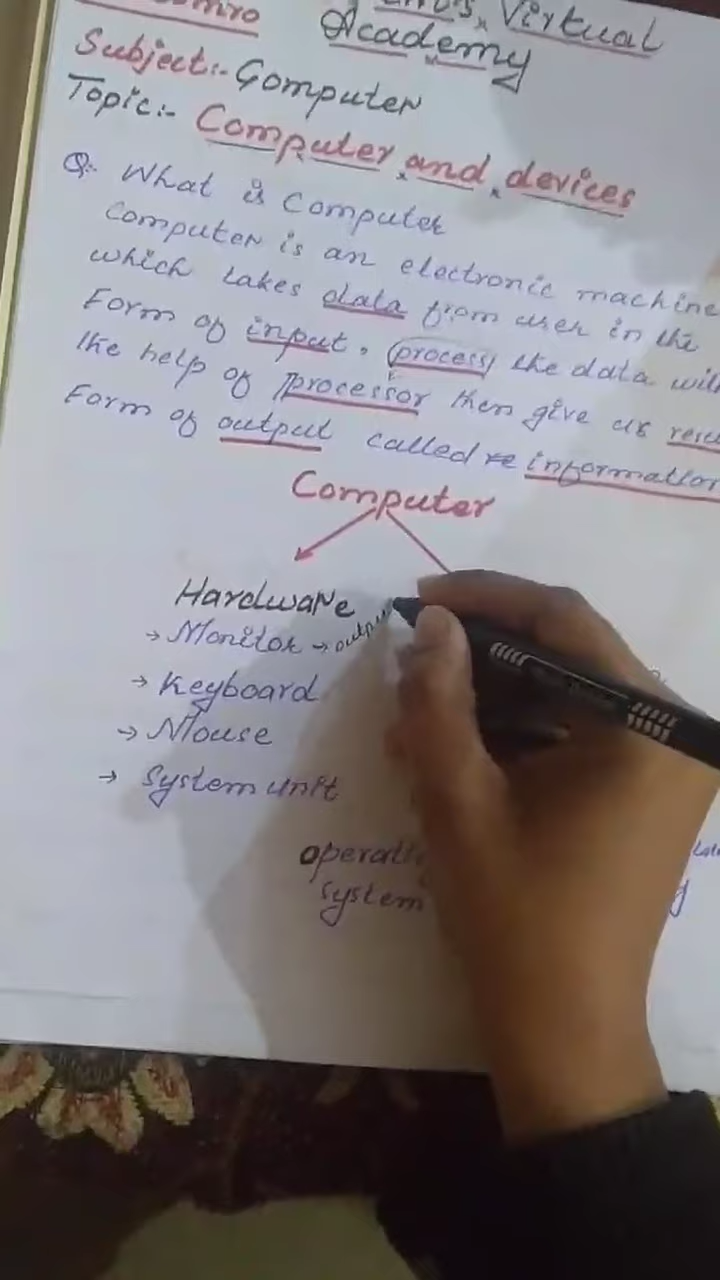 Virtual
Academy
Subject:- Computer
Topic:- Computer and devices
Q:- What is Computer
Computer is an electronic machine
which takes data from user in the
Form of input, process the data
the help of processor then give us
Form of output called re information
Computer
Hardware
→ Monitor → outpu
→ Keyboard
→ Mouse
→ System unit
system